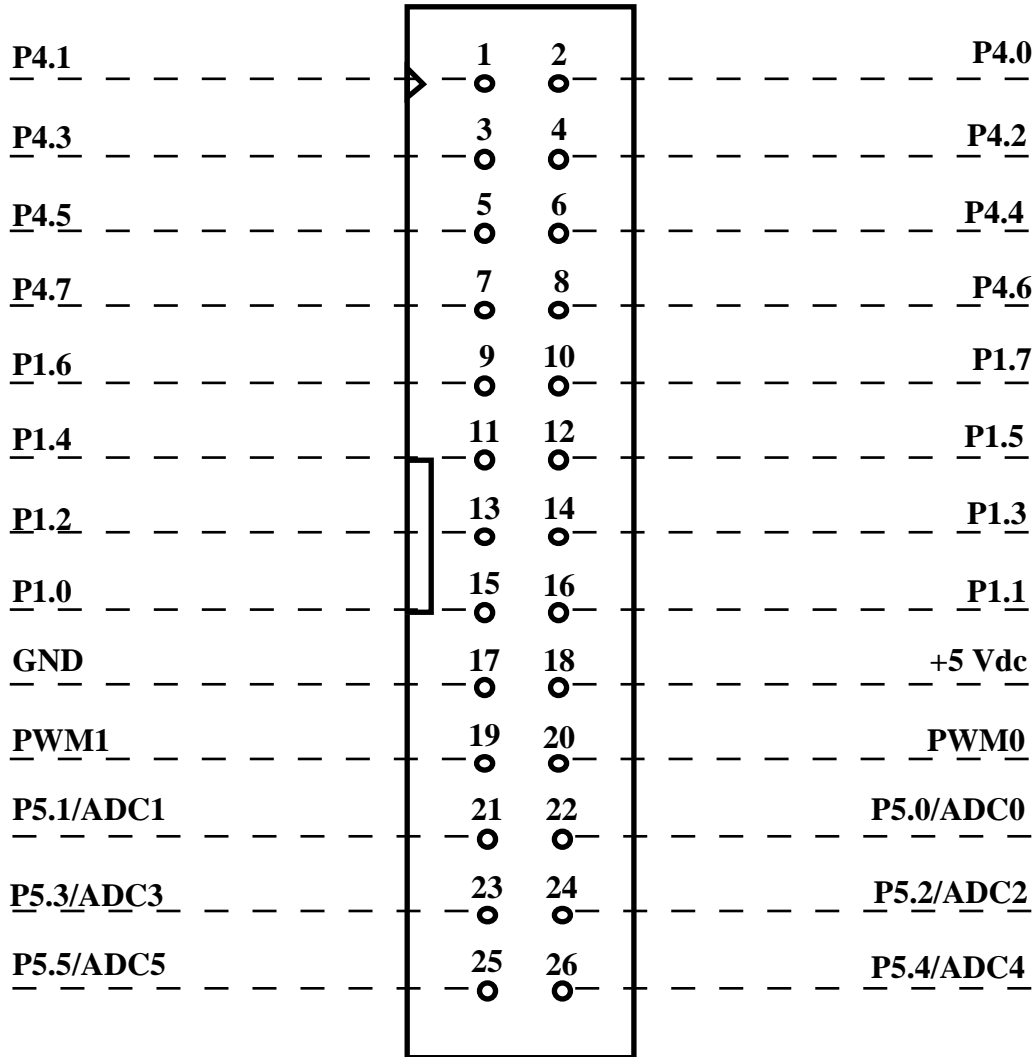 P4.1 1 2 P4.0
P4.3 3 4 P4.2
P4.5 5 6 P4.4
P4.7 7 8 P4.6
P1.6 9 10 P1.7
P1.4 11 12 P1.5
P1.2 13 14 P1.3
P1.0 15 16 P1.1
GND 17 18 +5 Vdc
PWM1 19 20 PWM0
P5.1/ADC1 21 22 P5.0/ADC0
P5.3/ADC3 23 24 P5.2/ADC2
P5.5/ADC5 25 26 P5.4/ADC4